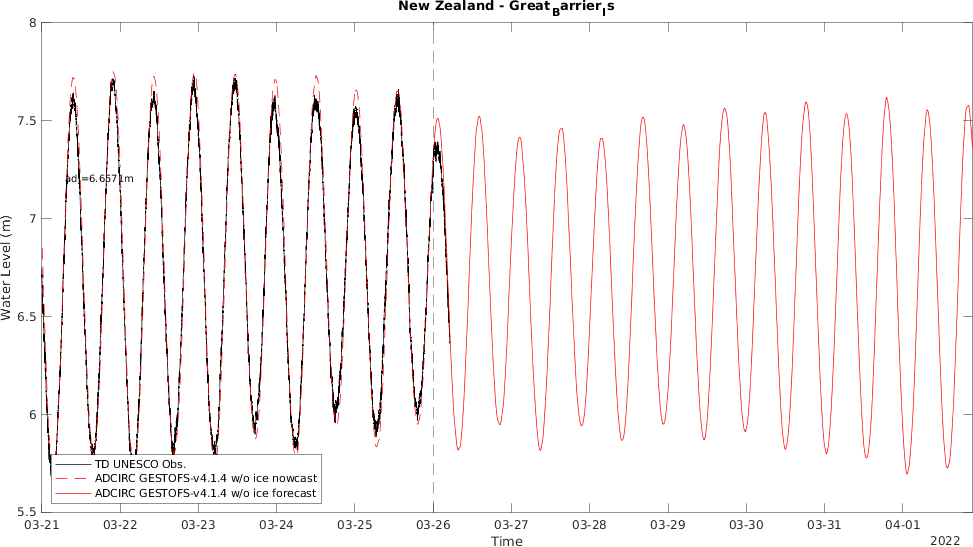 New Zealand - GreatBarrierIs
8
7.5
7
6.5
6
5.5
Water Level (m)
adj=6.6571m
TD UNESCO Obs.
ADCIRC GESTOFS-v4.1.4 w/o ice nowcast
ADCIRC GESTOFS-v4.1.4 w/o ice forecast
03-21 03-22 03-23 03-24 03-25 03-26 03-27 03-28 03-29 03-30 03-31 04-01
Time
2022